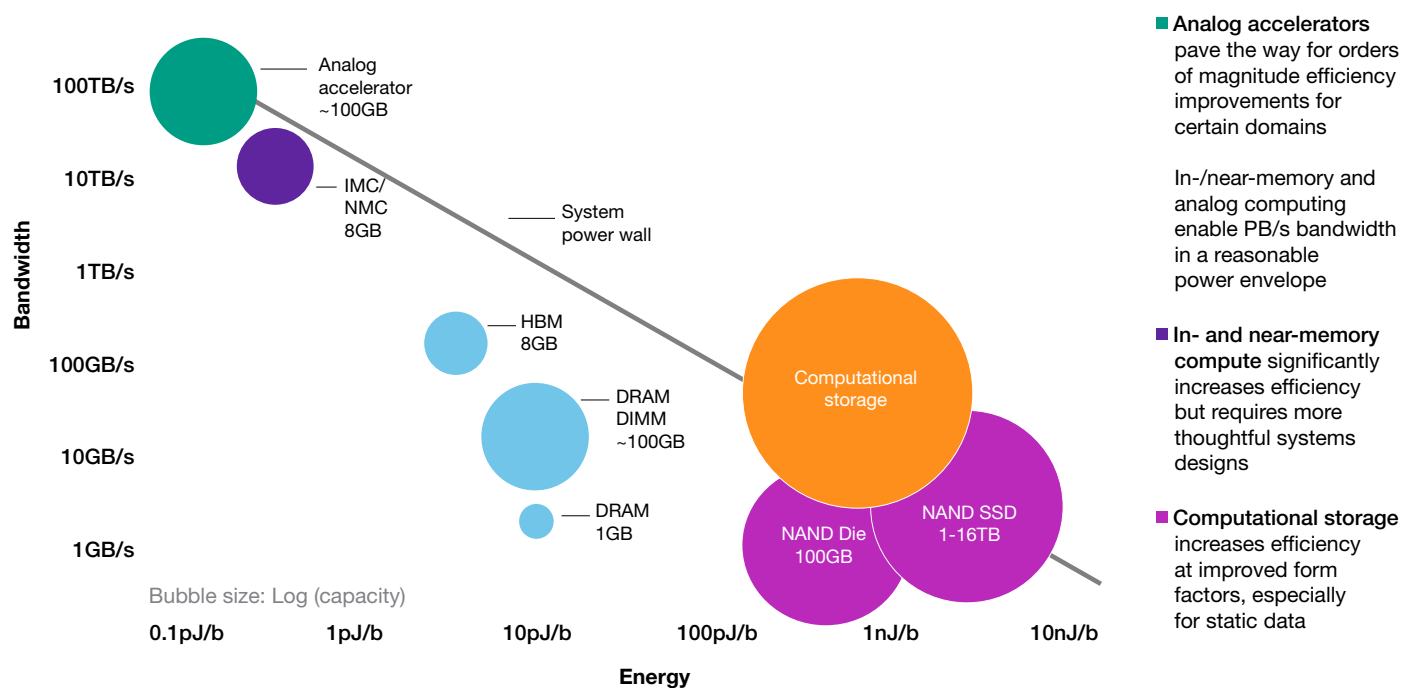 100TB/s
10TB/s
1TB/s
100GB/s
10GB/s
1GB/s
Bandwidth
Analog
accelerator
~100GB
IMC/
NMC
8GB
System
power wall
HBM
8GB
DRAM
DIMM
~100GB
DRAM
1GB
Computational
storage
NAND Die
100GB
NAND SSD
1-16TB
Bubble size: Log (capacity)
0.1pJ/b
1pJ/b
10pJ/b
100pJ/b
1nJ/b
10nJ/b
Energy
Analog accelerators
pave the way for orders
of magnitude efficiency
improvements for
certain domains
In-/near-memory and
analog computing
enable PB/s bandwidth
in a reasonable
power envelope
In- and near-memory
compute significantly
increases efficiency
but requires more
thoughtful systems
designs
Computational storage
increases efficiency
at improved form
factors, especially
for static data